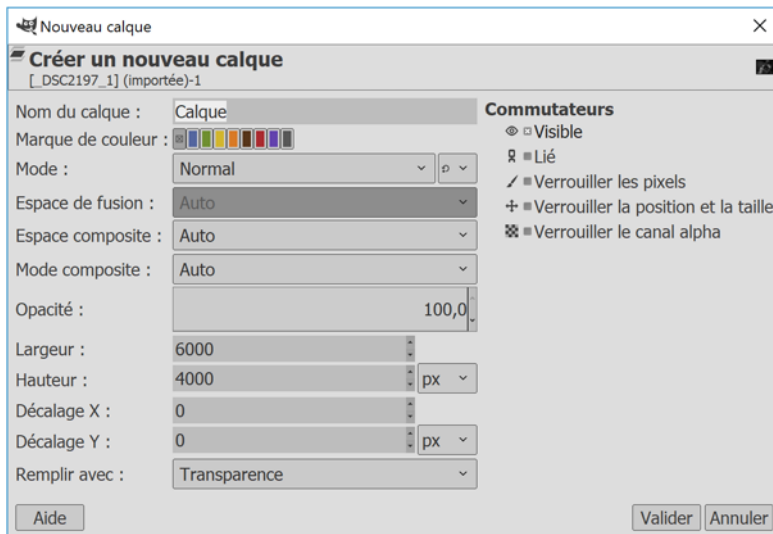 Nouveau calque
Créer un nouveau calque
[_DSC2197_1] (importée)-1
Nom du calque : Calque
Marque de couleur :
Mode : Normal
Espace de fusion : Auto
Espace composite : Auto
Mode composite : Auto
Opacité : 100,0
Largeur : 6000
Hauteur : 4000 px
Décalage X : 0
Décalage Y : 0 px
Remplir avec : Transparence
Commutateurs
Visible
Lié
Verrouiller les pixels
Verrouiller la position et la taille
Verrouiller le canal alpha
Aide
Valider Annuler